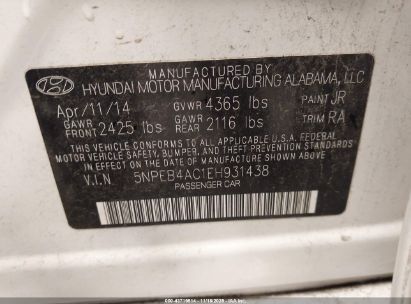 MANUFACTURED BY
HYUNDAI MOTOR MANUFACTURING ALABAMA, LLC
Apr/11/14 GVWR 4365 lbs PAINT JR
GAWR FRONT 2425 lbs GAWR REAR 2116 lbs TRIM RA
THIS VEHICLE CONFORMS TO ALL APPLICABLE U.S.A. FEDERAL
MOTOR VEHICLE SAFETY, BUMPER, AND THEFT PREVENTION STANDARDS
IN EFFECT ON THE DATE OF MANUFACTURE SHOWN ABOVE.
V.I.N. 5NPEB4AC1EH931438
PASSENGER CAR